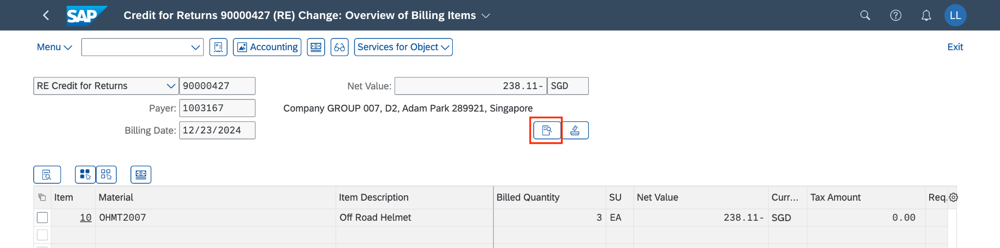 SAP Credit for Returns 90000427 (RE) Change: Overview of Billing Items LL
Menu Accounting Services for Object Exit
RE Credit for Returns 90000427 Net Value: 238.11- SGD
Payer: 1003167 Company GROUP 007, D2, Adam Park 289921, Singapore
Billing Date: 12/23/2024
Item Material Item Description Billed Quantity SU Net Value Curr... Tax Amount Req.
10 OHMT2007 Off Road Helmet 3 EA 238.11- SGD 0.00